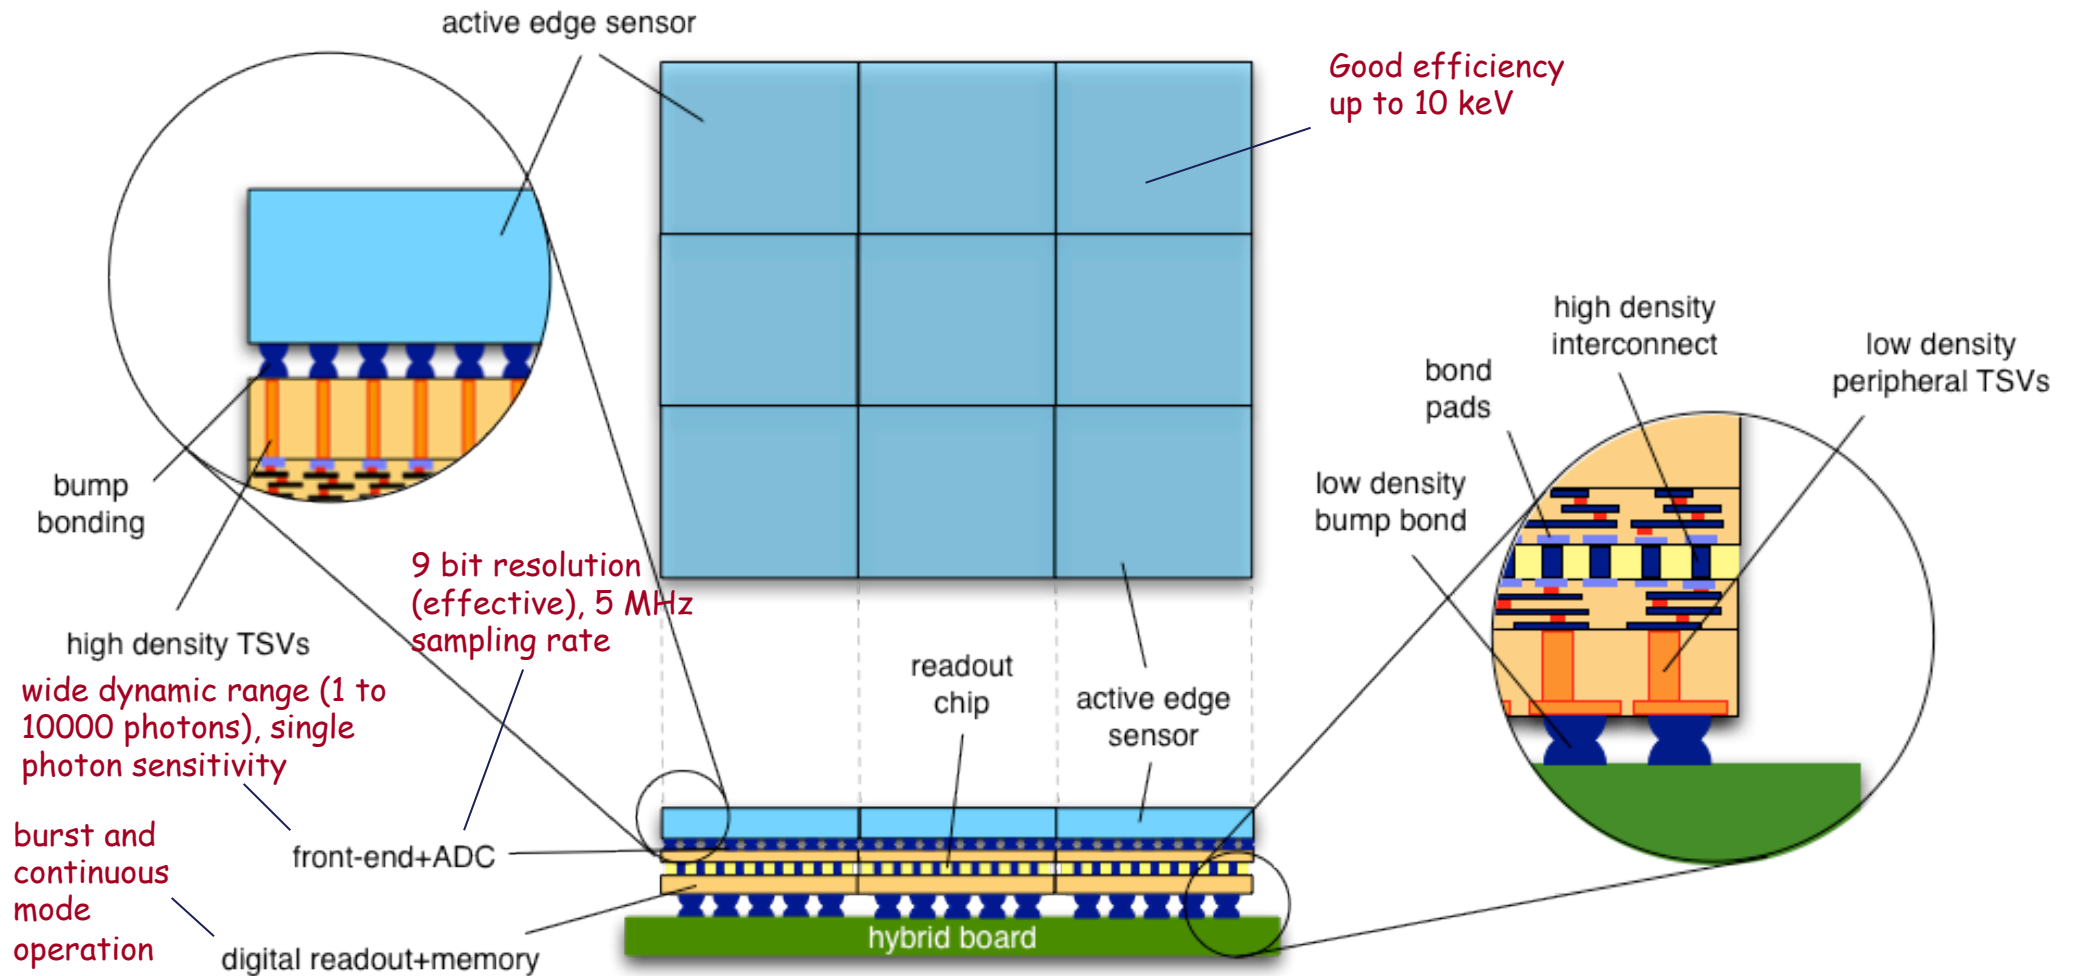 active edge sensor
Good efficiency
up to 10 keV
high density
interconnect
low density
peripheral TSVs
bond
pads
low density
bump bond
bump
bonding
9 bit resolution
(effective), 5 MHz
sampling rate
high density TSVs
wide dynamic range (1 to
10000 photons), single
photon sensitivity
readout
chip
active edge
sensor
burst and
continuous
mode
operation
front-end+ADC
digital readout+memory
hybrid board